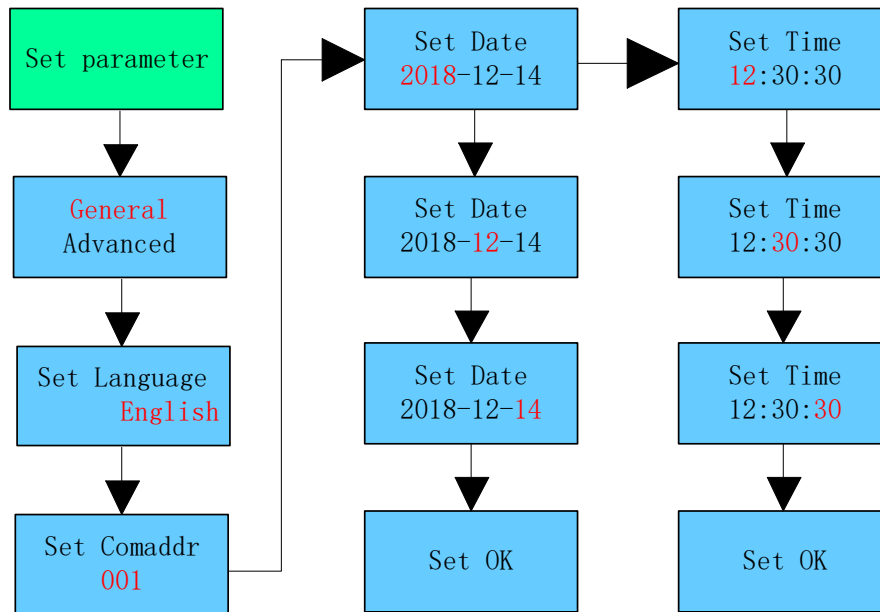 Set parameter
General
Advanced
Set Language
English
Set Comaddr
001
Set Date
2018-12-14
Set Date
2018-12-14
Set Date
2018-12-14
Set OK
Set Time
12:30:30
Set Time
12:30:30
Set Time
12:30:30
Set OK